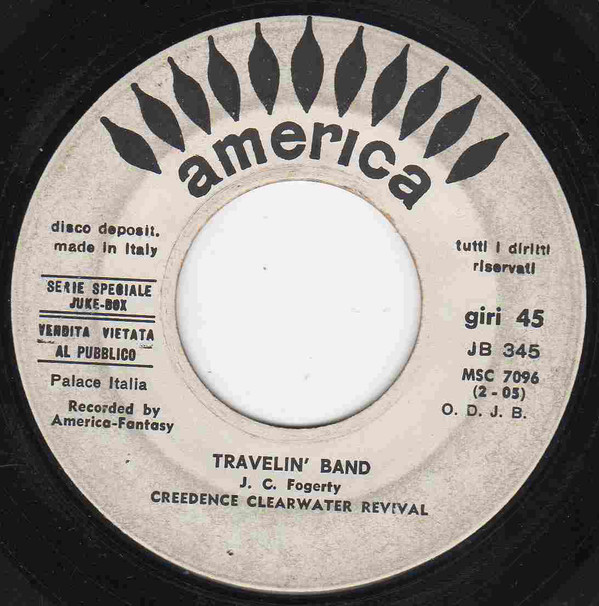 america
disco deposit.
made in Italy
SERIE SPECIALE
JUKE-BOX
VENDITA VIETATA
AL PUBBLICO
Palace Italia
Recorded by
America-Fantasy
tutti i diritti
riservati
giri 45
JB 345
MSC 7096
(2 - 05)
O. D. J. B.
TRAVELIN' BAND
J. C. Fogerty
CREEDENCE CLEARWATER REVIVAL